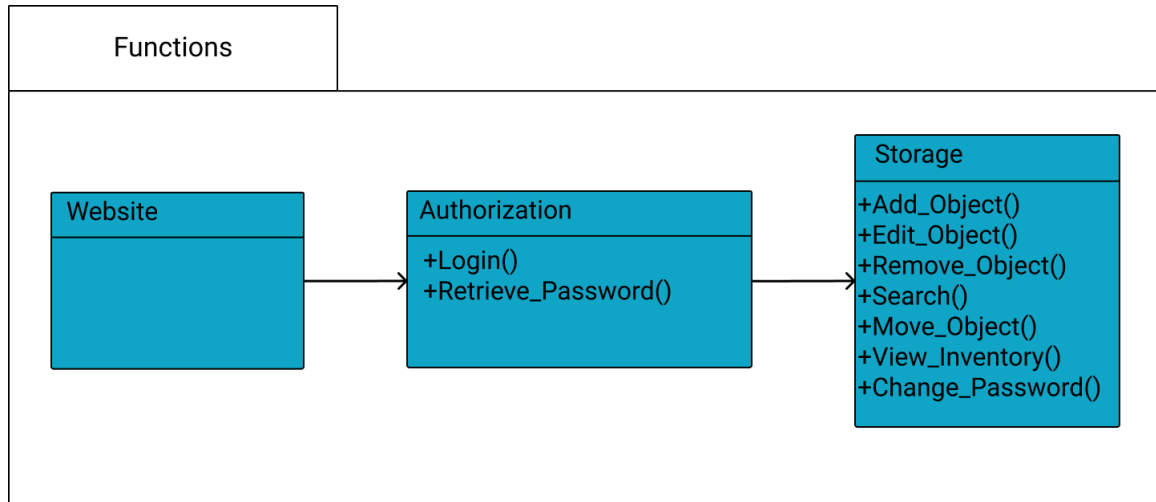 Functions
Website
Authorization
+Login()
+Retrieve_Password()
Storage
+Add_Object()
+Edit_Object()
+Remove_Object()
+Search()
+Move_Object()
+View_Inventory()
+Change_Password()